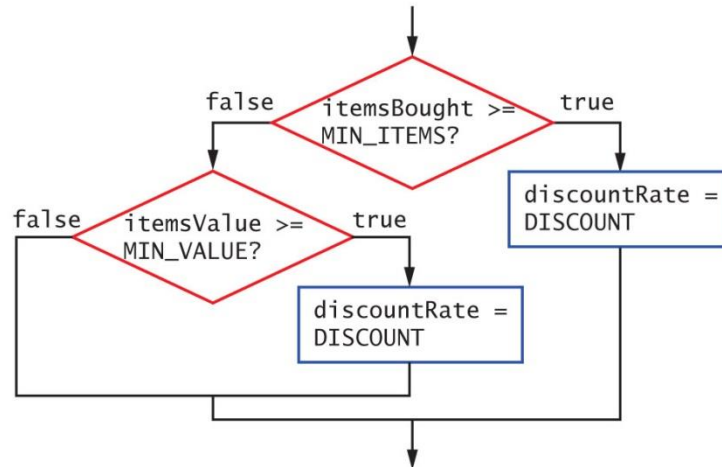 false
itemsBought >=
MIN_ITEMS?
true
discountRate =
DISCOUNT
false
itemsValue >=
MIN_VALUE?
true
discountRate =
DISCOUNT